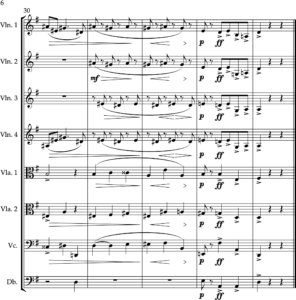 6
30
Vln. 1
Vln. 2
mf
Vln. 3
Vln. 4
Vla. 1
Vla. 2
Vc.
Db.
p ff
p ff
p ff
p ff
p ff
p ff
p ff
p ff